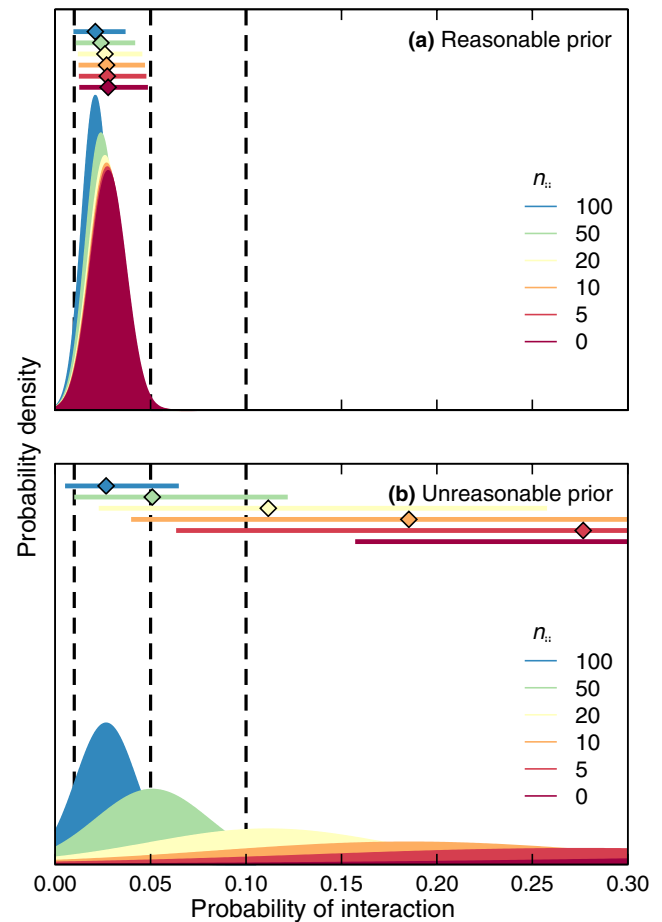 (a) Reasonable prior
n::
100
50
20
10
5
0
Probability density
(b) Unreasonable prior
n::
100
50
20
10
5
0
0.00 0.05 0.10 0.15 0.20 0.25 0.30
Probability of interaction